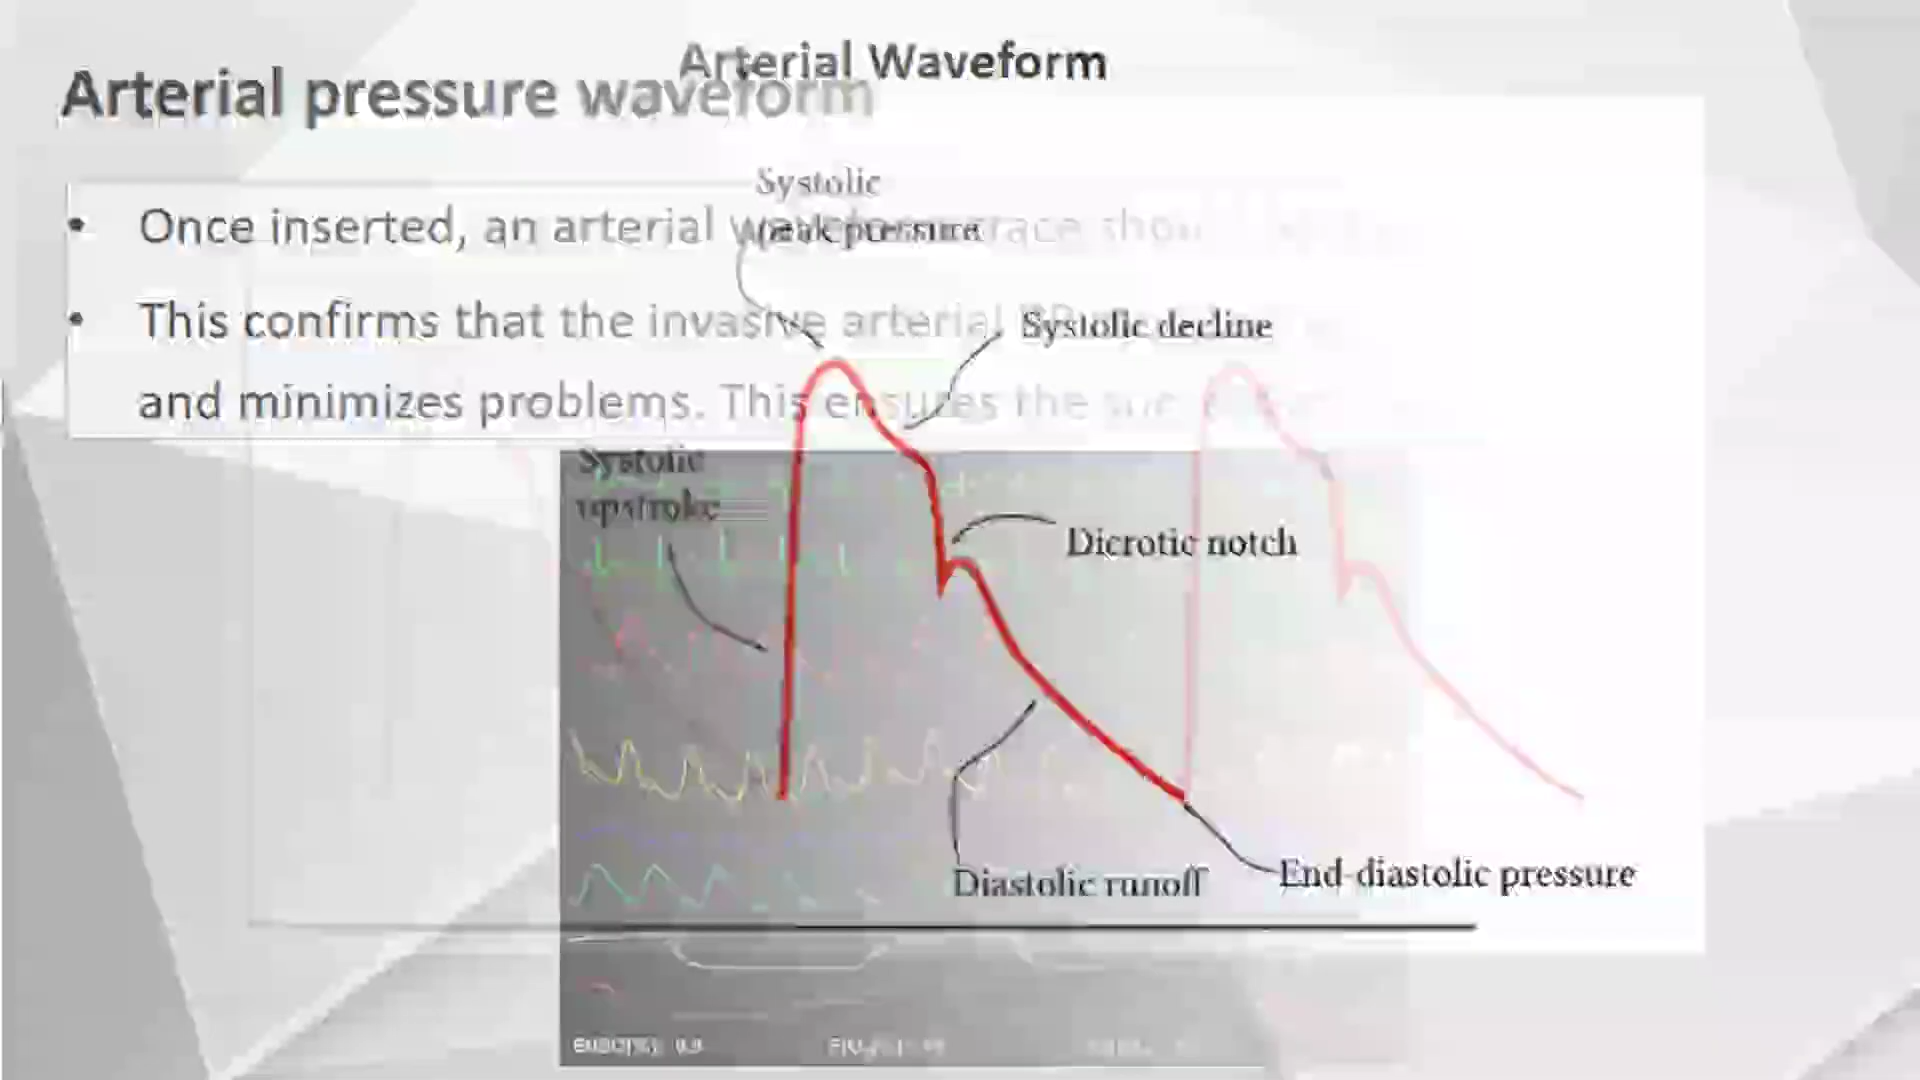 Arterial Waveform
Arterial pressure waveform
Systolic
peak pressure
• Once inserted, an arterial
• This confirms that the invasive arterial
and minimizes problems. This ensures the
Systolic decline
Systolic
upstroke
Dicrotic notch
Diastolic runoff
End-diastolic pressure